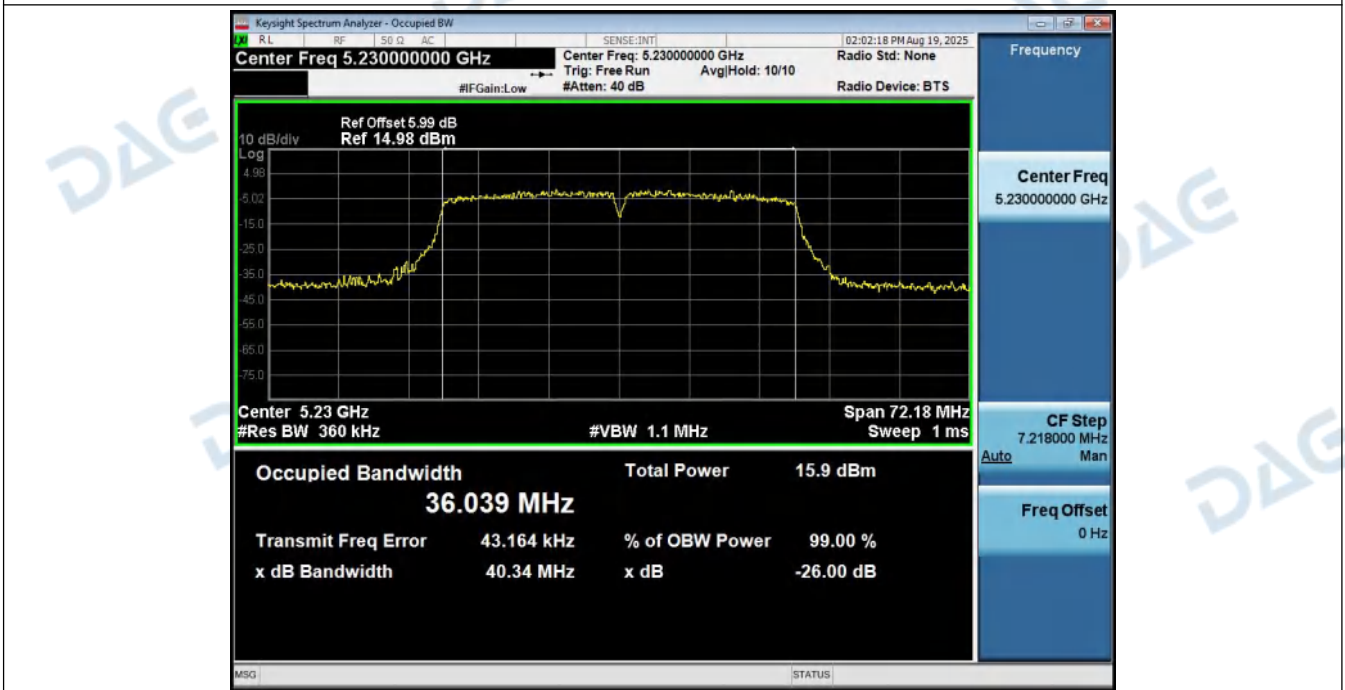 Keysight Spectrum Analyzer - Occupied BW
LXI RL RF 50 Ω AC SENSE:INT 02:02:18 PM Aug 19, 2025
Center Freq 5.230000000 GHz
Center Freq: 5.230000000 GHz Radio Std: None
Trig: Free Run Avg|Hold: 10/10
#IFGain:Low #Atten: 40 dB Radio Device: BTS
Ref Offset 5.99 dB
10 dB/div Ref 14.98 dBm
Log
4.98
-5.02
-15.0
-25.0
-35.0
-45.0
-55.0
-65.0
-75.0
Center 5.23 GHz Span 72.18 MHz
#Res BW 360 kHz #VBW 1.1 MHz Sweep 1 ms
Occupied Bandwidth Total Power 15.9 dBm
36.039 MHz
Transmit Freq Error 43.164 kHz % of OBW Power 99.00 %
x dB Bandwidth 40.34 MHz x dB -26.00 dB
MSG STATUS
Frequency
Center Freq
5.230000000 GHz
CF Step
7.218000 MHz
Auto Man
Freq Offset
0 Hz
DAG
DAG
DAG